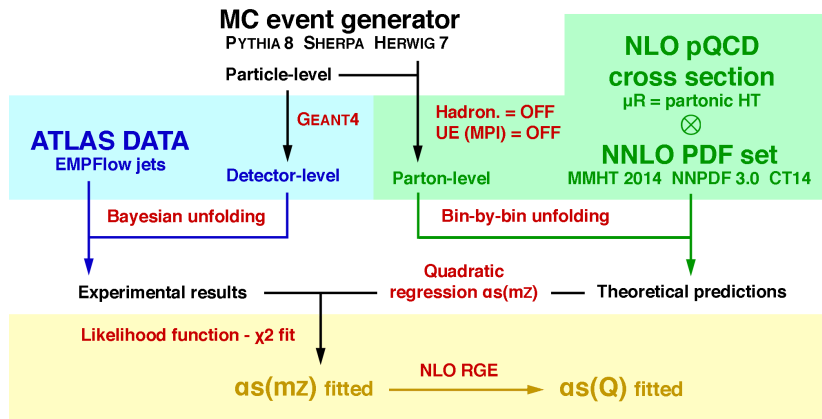 MC event generator
PYTHIA 8 SHERPA HERWIG 7
Particle-level
NLO pQCD
cross section
μR = partonic HT
⊗
GEANT4
Hadron. = OFF
UE (MPI) = OFF
ATLAS DATA
EMPFlow jets
Detector-level
Parton-level
NNLO PDF set
MMHT 2014 NNPDF 3.0 CT14
Bayesian unfolding
Bin-by-bin unfolding
Experimental results
Quadratic
regression αs(mZ)
Theoretical predictions
Likelihood function - χ2 fit
αs(mZ) fitted
NLO RGE
αs(Q) fitted